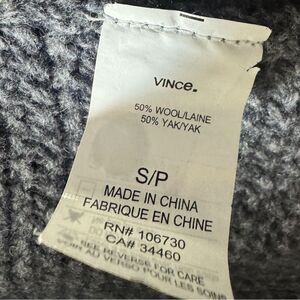 VINCE.
50% WOOL/LAINE
50% YAK/YAK
S/P
MADE IN CHINA
FABRIQUE EN CHINE
RN# 106730
CA# 34460
SEE REVERSE FOR CARE
VOIR AU VERSO POUR LES SOINS